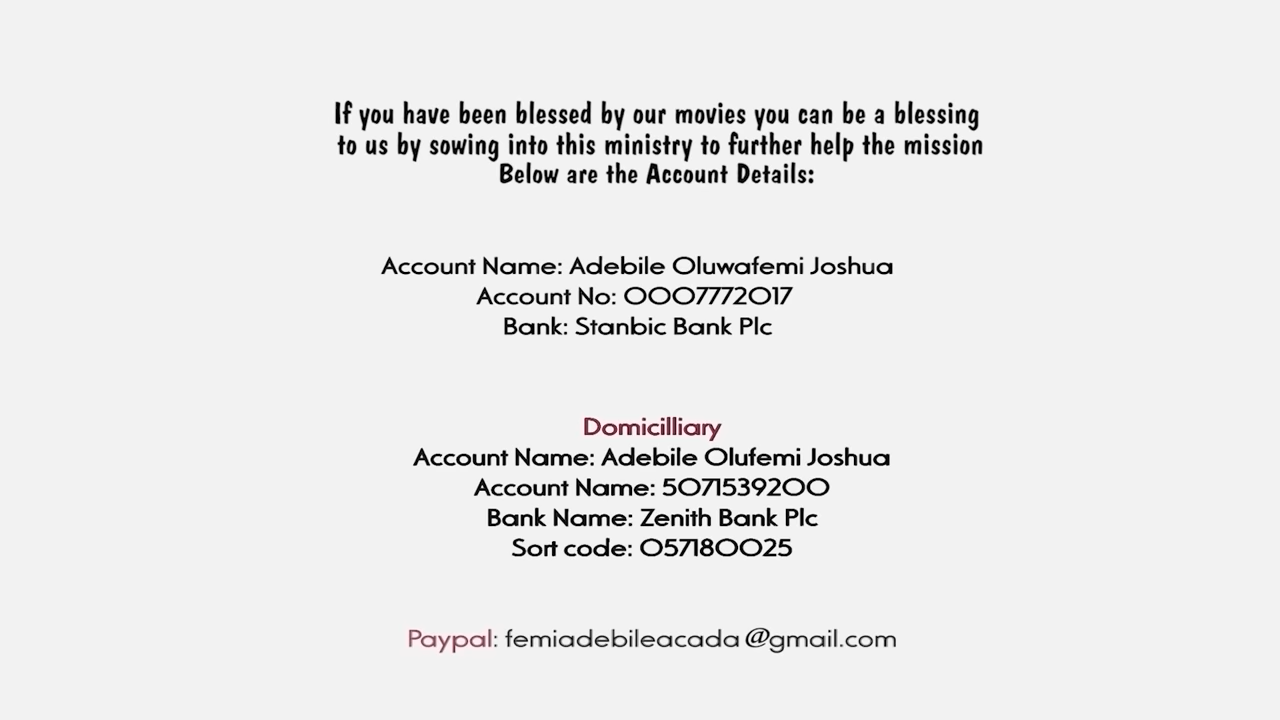 If you have been blessed by our movies you can be a blessing
to us by sowing into this ministry to further help the mission
Below are the Account Details:
Account Name: Adebile Oluwafemi Joshua
Account No: 0007772017
Bank: Stanbic Bank Plc
Domicilliary
Account Name: Adebile Olufemi Joshua
Account Name: 5071539200
Bank Name: Zenith Bank Plc
Sort code: 057180025
Paypal: femiadebileacada@gmail.com